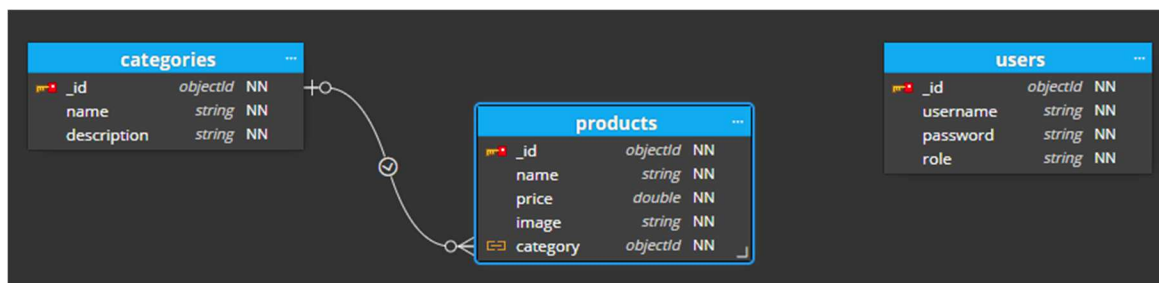 categories ...
_id objectId NN
name string NN
description string NN
products ...
_id objectId NN
name string NN
price double NN
image string NN
category objectId NN
users ...
_id objectId NN
username string NN
password string NN
role string NN